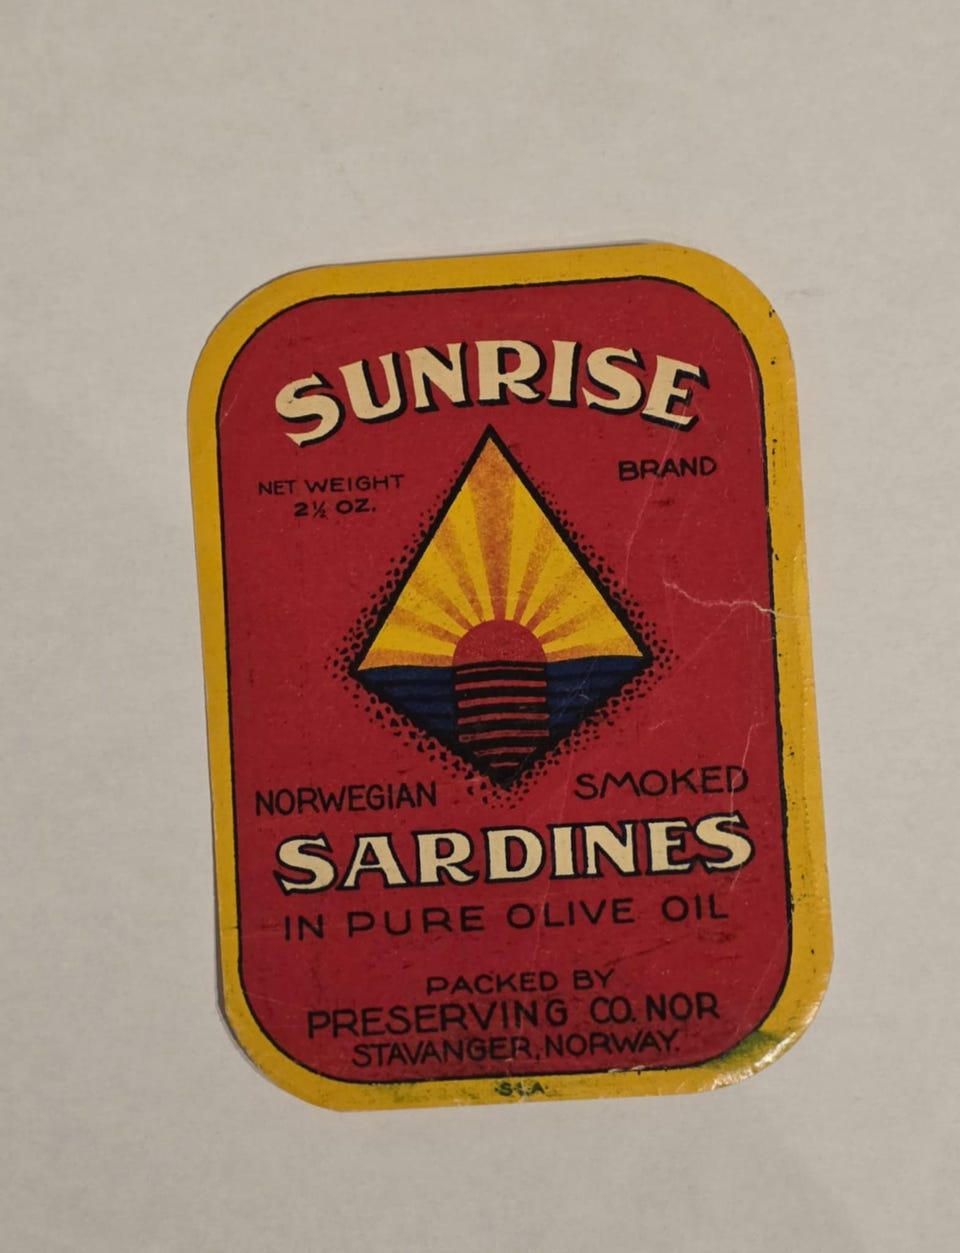 SUNRISE
BRAND
NET WEIGHT
2½ OZ.
NORWEGIAN SMOKED
SARDINES
IN PURE OLIVE OIL
PACKED BY
PRESERVING CO. NOR
STAVANGER, NORWAY.
S.L.A.